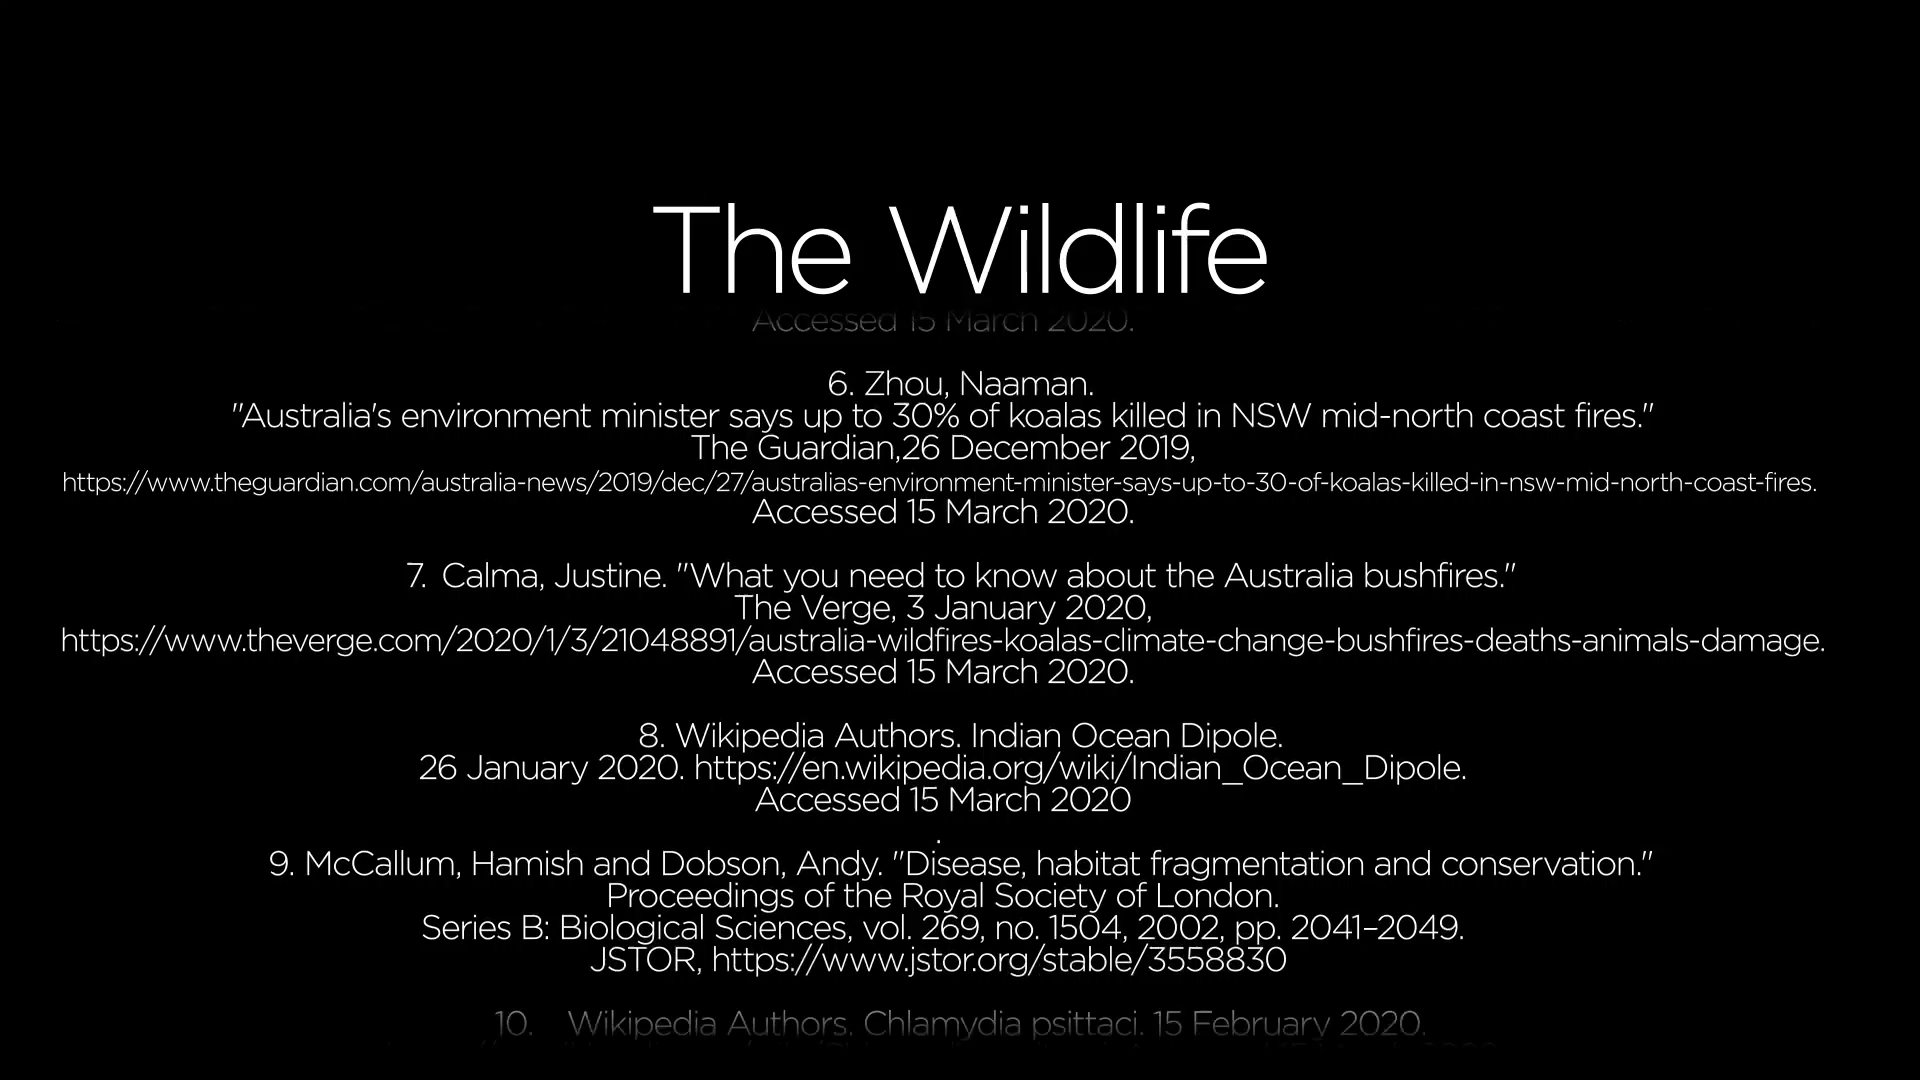 The Wildlife
Accessed 15 March 2020.
6. Zhou, Naaman.
"Australia's environment minister says up to 30% of koalas killed in NSW mid-north coast fires."
The Guardian,26 December 2019,
https://www.theguardian.com/australia-news/2019/dec/27/australias-environment-minister-says-up-to-30-of-koalas-killed-in-nsw-mid-north-coast-fires.
Accessed 15 March 2020.
7. Calma, Justine. "What you need to know about the Australia bushfires."
The Verge, 3 January 2020,
https://www.theverge.com/2020/1/3/21048891/australia-wildfires-koalas-climate-change-bushfires-deaths-animals-damage.
Accessed 15 March 2020.
8. Wikipedia Authors. Indian Ocean Dipole.
26 January 2020. https://en.wikipedia.org/wiki/Indian_Ocean_Dipole.
Accessed 15 March 2020
.
9. McCallum, Hamish and Dobson, Andy. "Disease, habitat fragmentation and conservation."
Proceedings of the Royal Society of London.
Series B: Biological Sciences, vol. 269, no. 1504, 2002, pp. 2041–2049.
JSTOR, https://www.jstor.org/stable/3558830
10. Wikipedia Authors. Chlamydia psittaci. 15 February 2020.